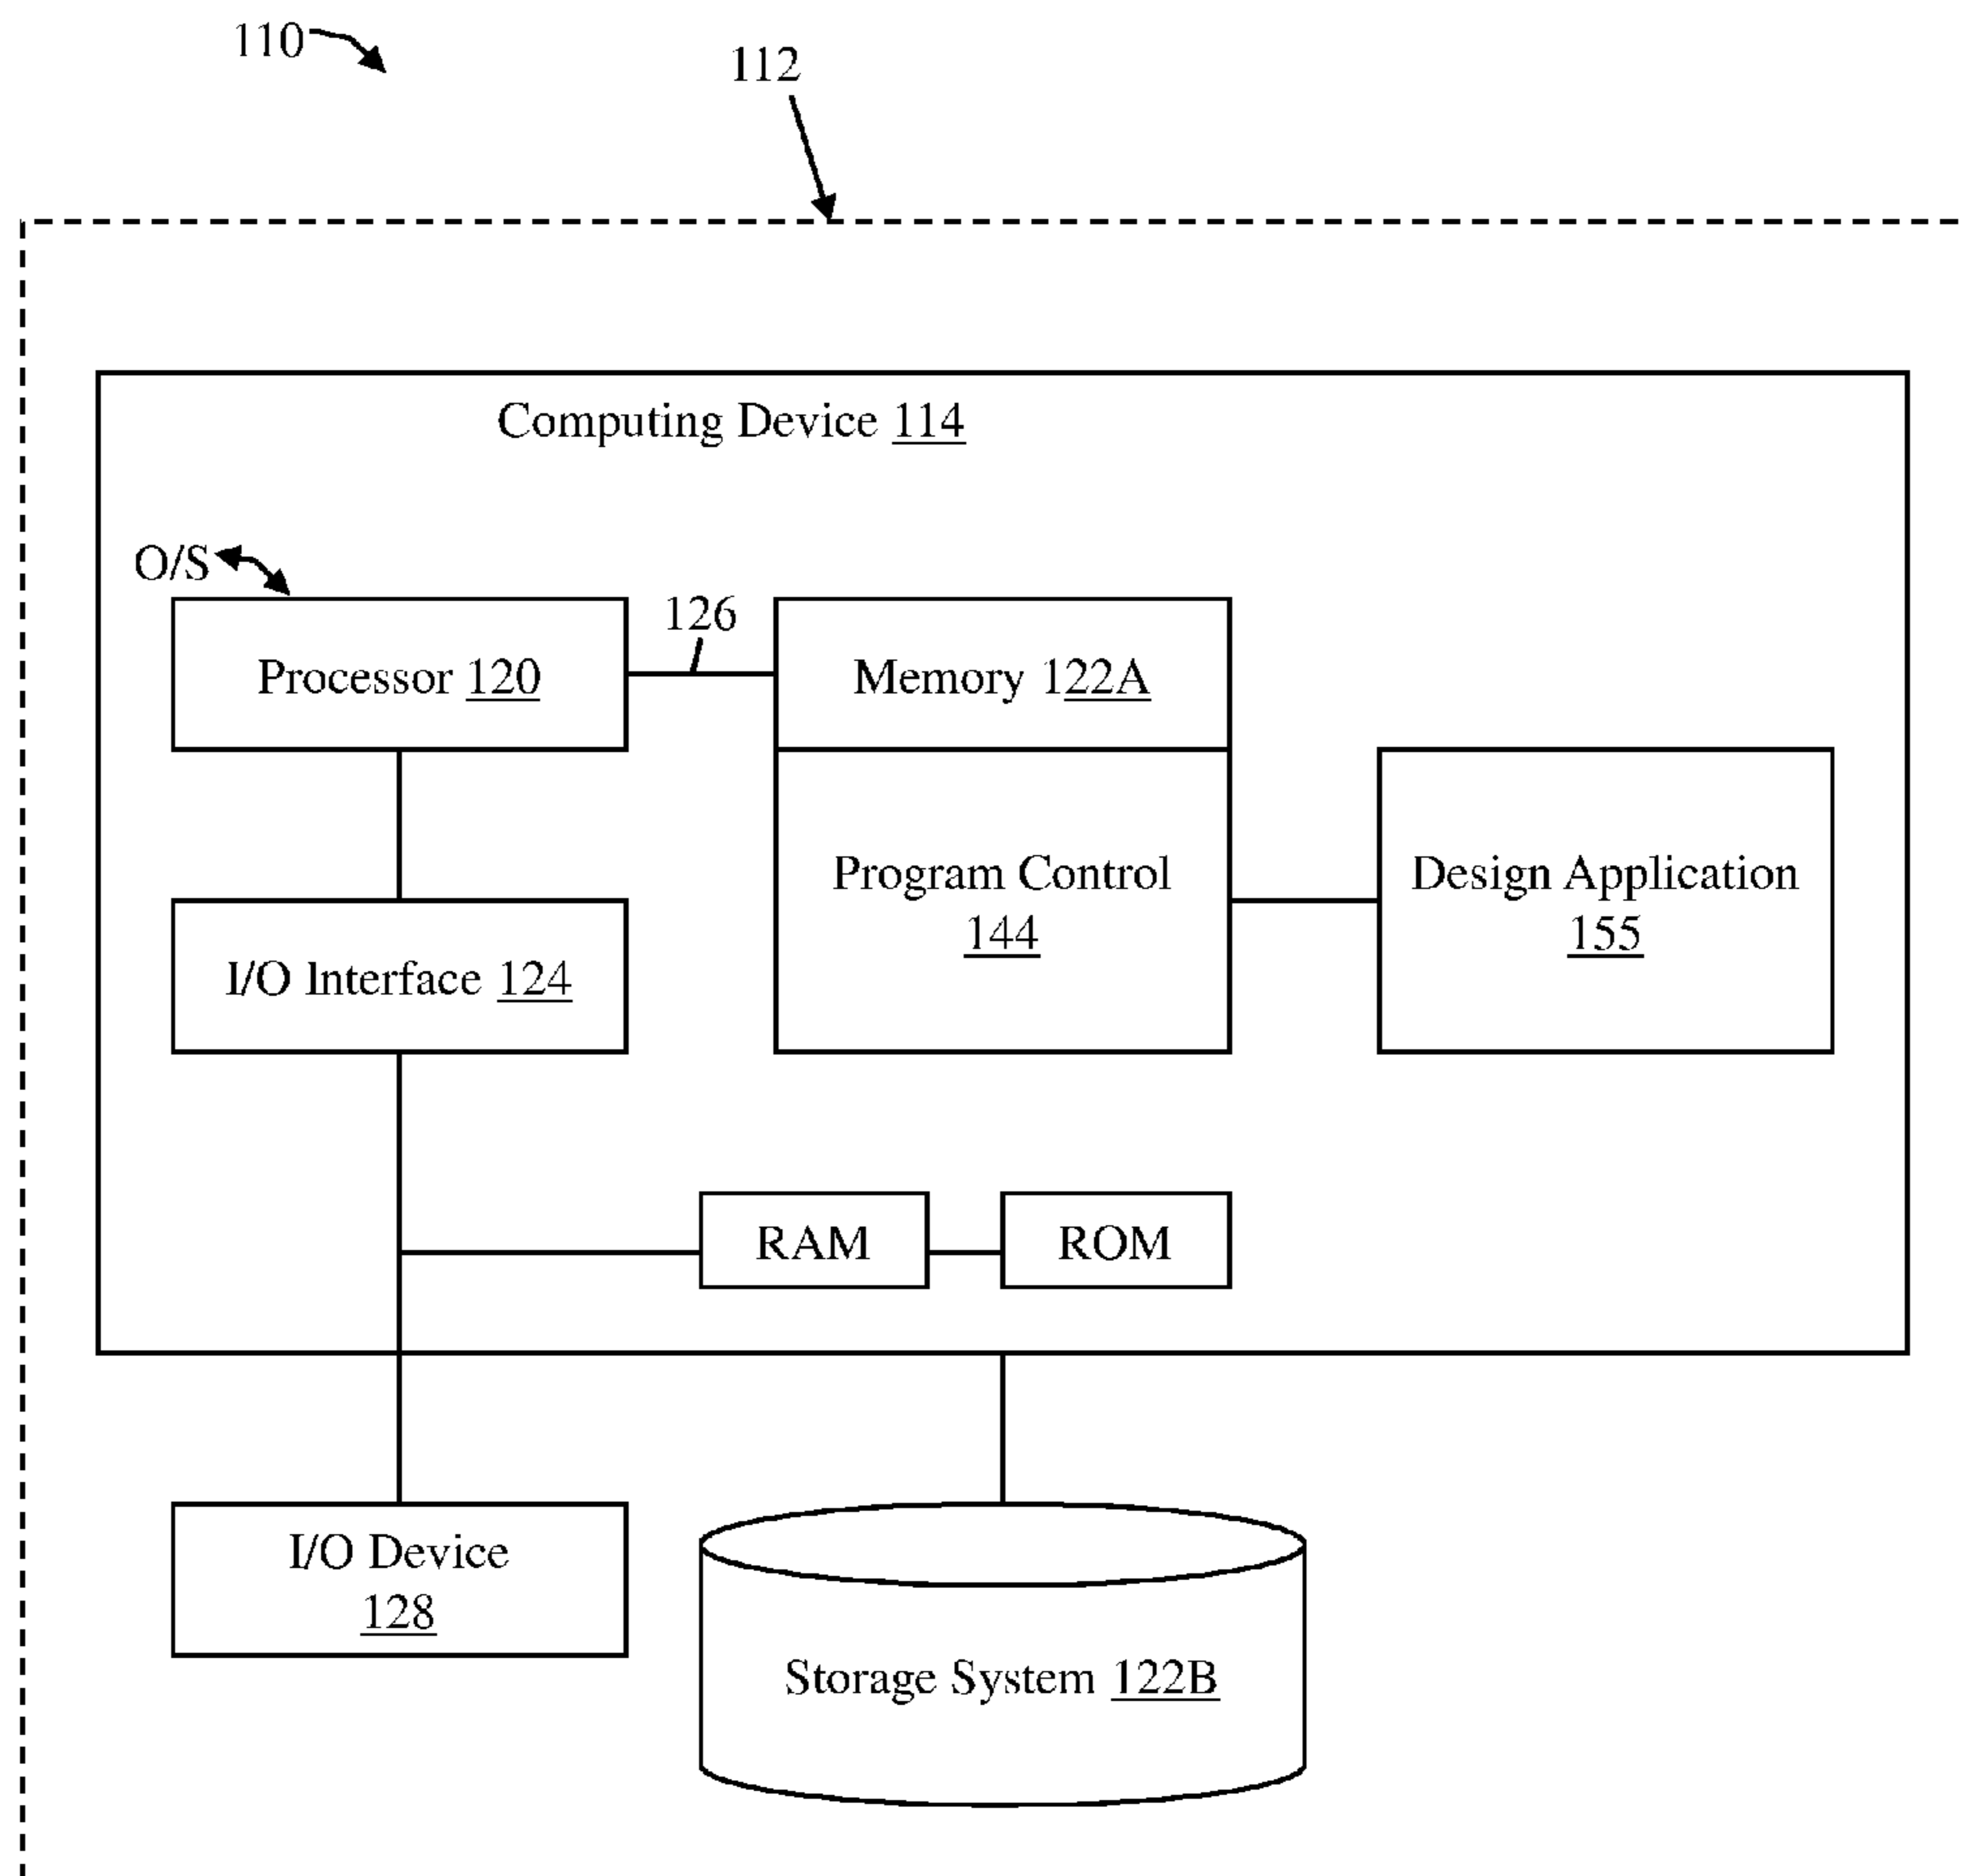 110
112
Computing Device 114
O/S
126
Processor 120
Memory 122A
Program Control
144
Design Application
155
I/O Interface 124
RAM
ROM
I/O Device
128
Storage System 122B